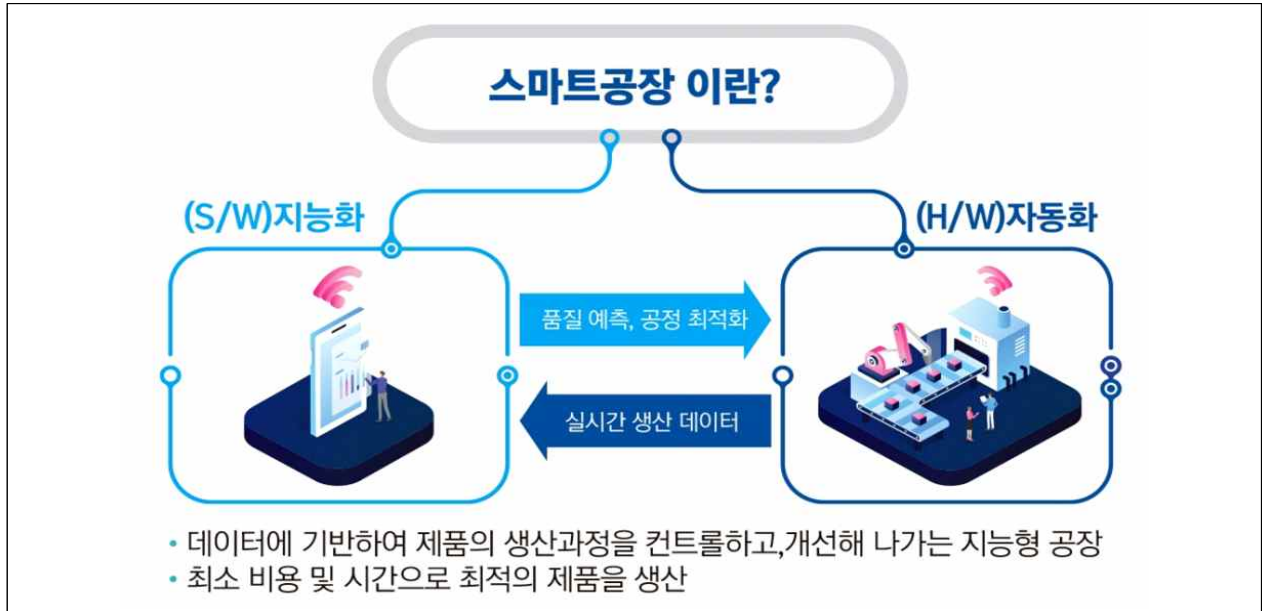 스마트공장 이란?
(S/W)지능화
(H/W)자동화
품질 예측, 공정 최적화
실시간 생산 데이터
• 데이터에 기반하여 제품의 생산과정을 컨트롤하고,개선해 나가는 지능형 공장
• 최소 비용 및 시간으로 최적의 제품을 생산